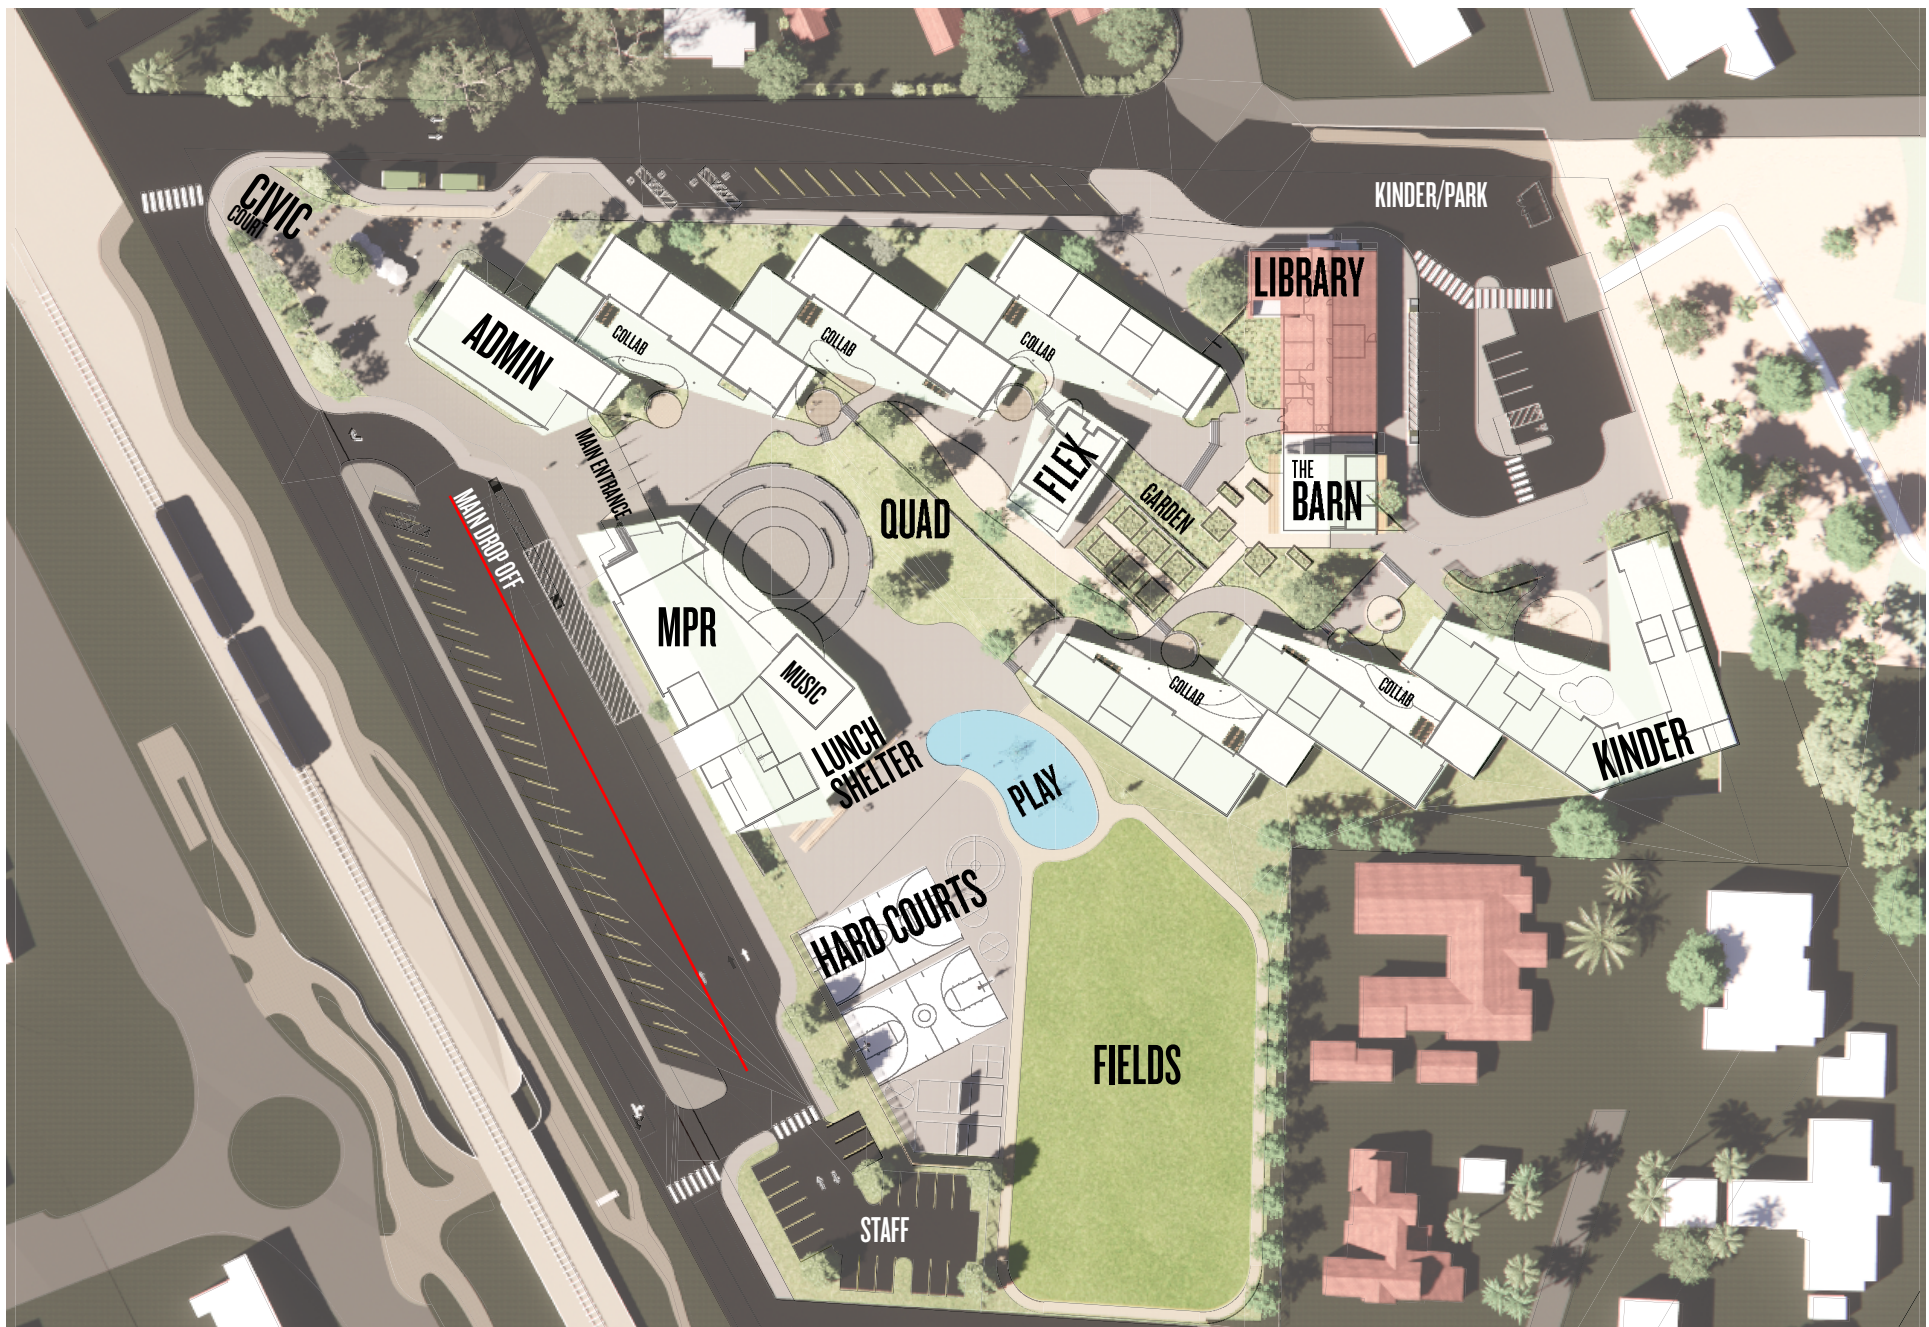 KINDER/PARK
CIVIC
COURT
LIBRARY
ADMIN
COLLAB
COLLAB
COLLAB
MAIN ENTRANCE
FLEX
THE
BARN
MAIN DROP OFF
QUAD
GARDEN
MPR
MUSIC
COLLAB
COLLAB
LUNCH
SHELTER
KINDER
PLAY
HARD COURTS
FIELDS
STAFF